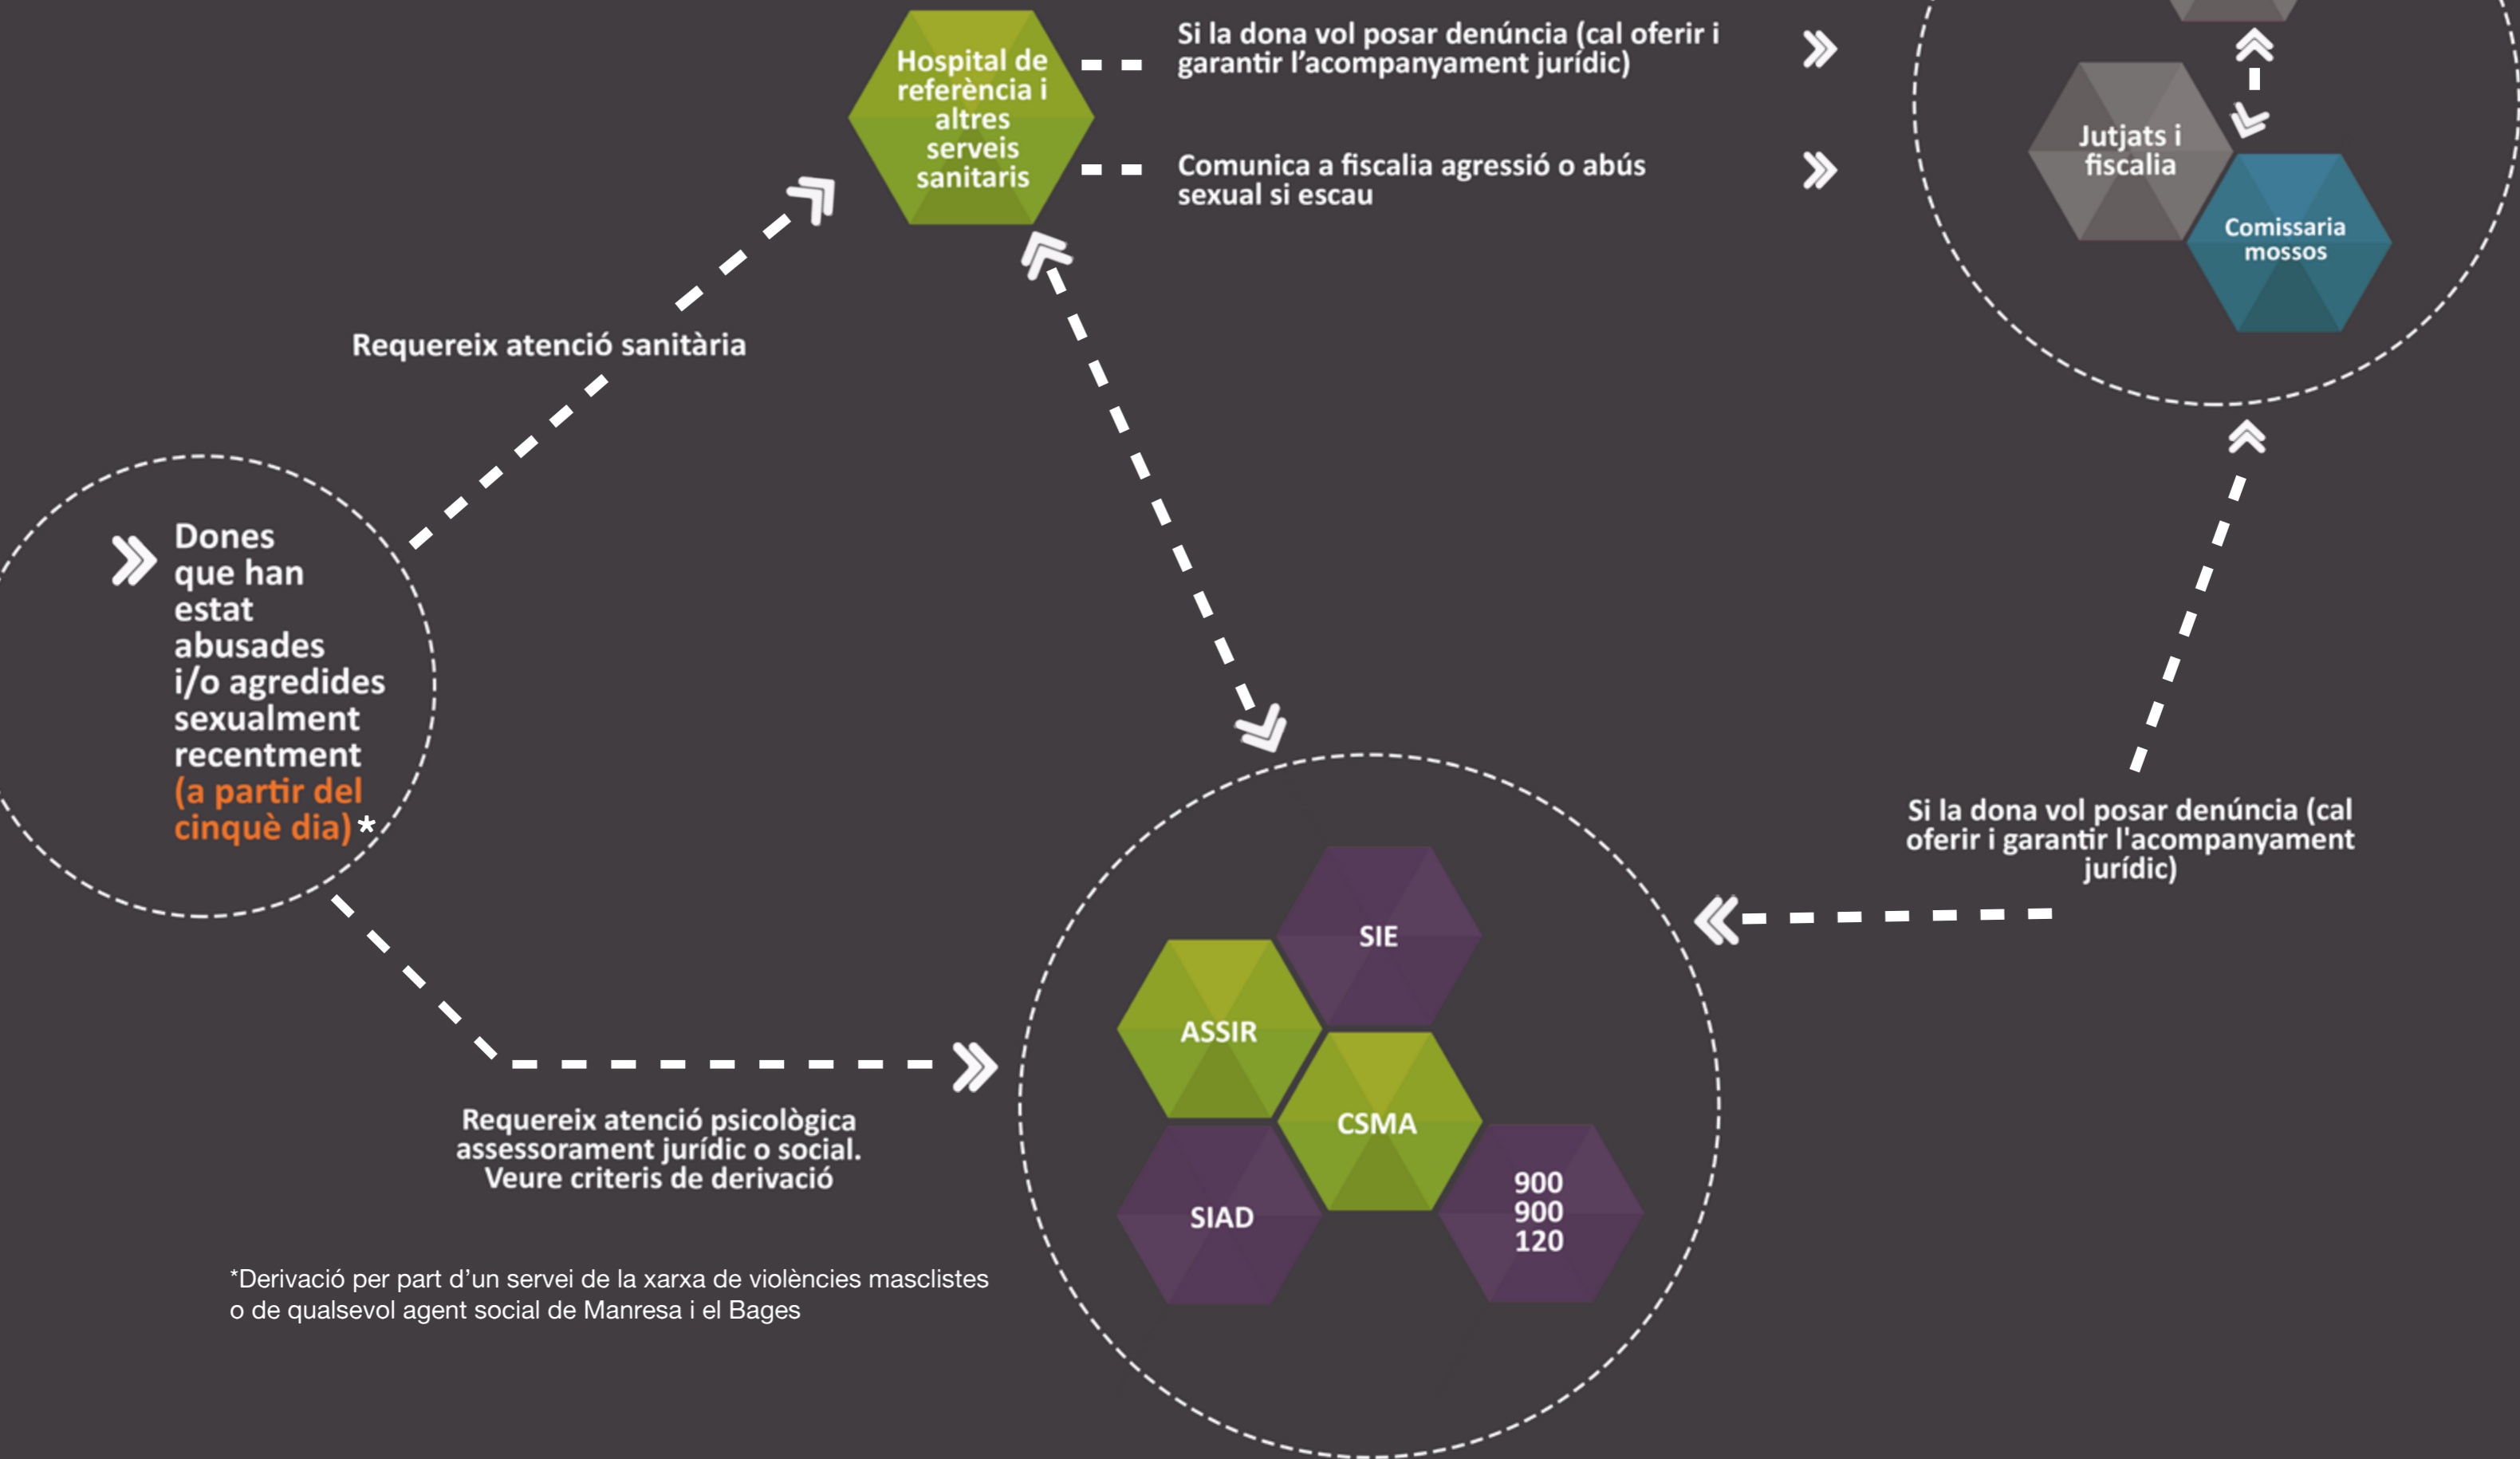 Hospital de
referència i
altres
serveis
sanitaris
Si la dona vol posar denúncia (cal oferir i
garantir l’acompanyament jurídic)
Comunica a fiscalia agressió o abús
sexual si escau
Jutjats i
fiscalia
Comissaria
mossos
Requereix atenció sanitària
Dones
que han
estat
abusades
i/o agredides
sexualment
recentment
(a partir del
cinquè dia) *
Si la dona vol posar denúncia (cal
oferir i garantir l'acompanyament
jurídic)
SIE
ASSIR
CSMA
SIAD
900
900
120
Requereix atenció psicològica
assessorament jurídic o social.
Veure criteris de derivació
*Derivació per part d’un servei de la xarxa de violències masclistes
o de qualsevol agent social de Manresa i el Bages